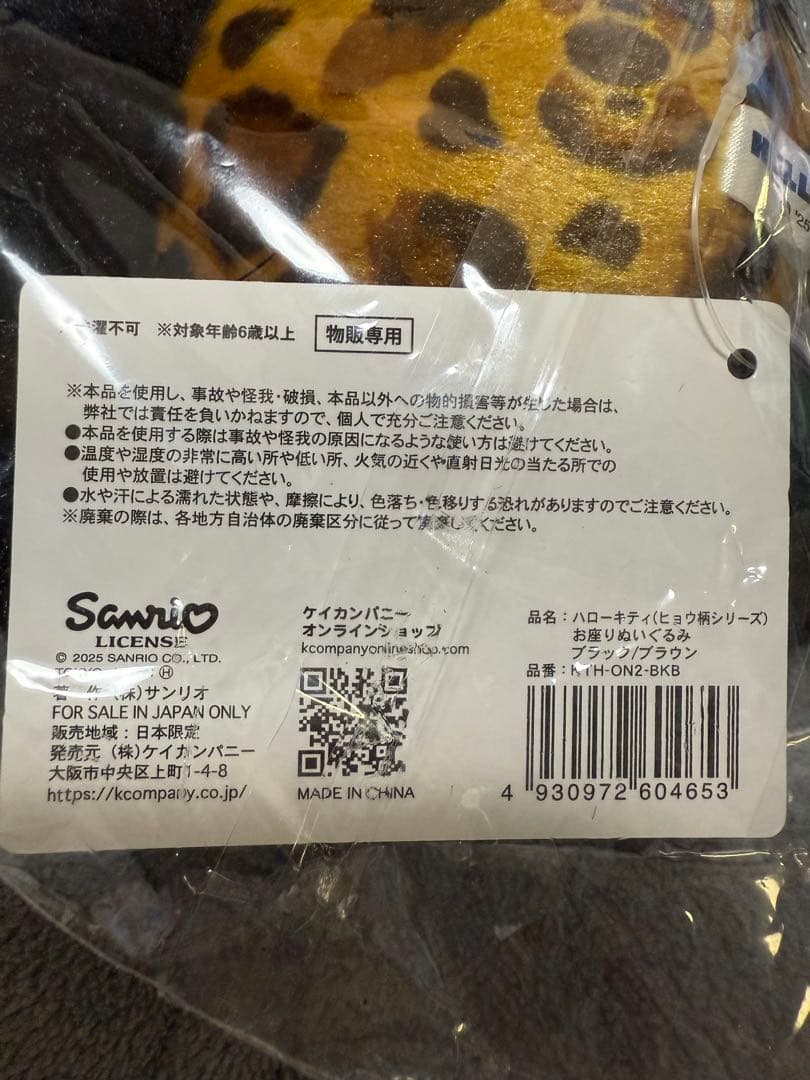 濯不可 ※対象年齢6歳以上 物販専用
※本品を使用し、事故や怪我・破損、本品以外への物的損害等が生じた場合は、
弊社では責任を負いかねますので、個人で充分ご注意ください。
●本品を使用する際は事故や怪我の原因になるような使い方は避けてください。
●温度や湿度の非常に高い所や低い所、火気の近くや直射日光の当たる所での
使用や放置は避けてください。
●水や汗による濡れた状態や、摩擦により、色落ち・色移りする恐れがありますのでご注意ください。
※廃棄の際は、各地方自治体の廃棄区分に従って廃棄してください。
Sanrio
LICENSE
© 2025 SANRIO CO., LTD.
Ⓗ
著 作 (株)サンリオ
FOR SALE IN JAPAN ONLY
販売地域：日本限定
発売元 (株)ケイカンパニー
大阪市中央区上町1-4-8
https://kcompany.co.jp/
ケイカンパニー
オンラインショップ
kcompanyonlineshop.com
MADE IN CHINA
品名：ハローキティ(ヒョウ柄シリーズ)
お座りぬいぐるみ
ブラック/ブラウン
品番：KTH-ON2-BKB
4 930972 604653
'25